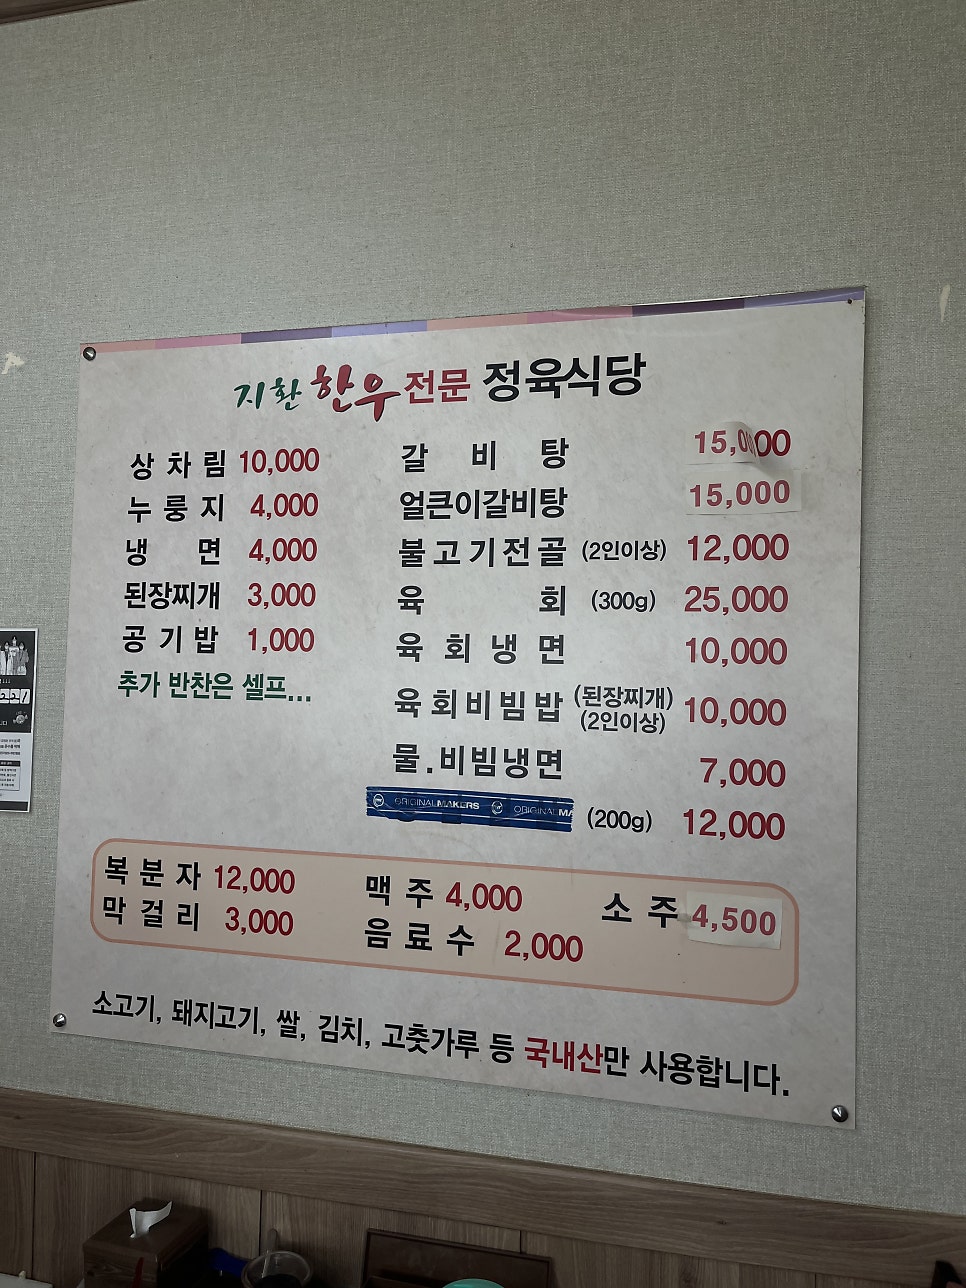 지환 한우 전문 정육식당
상차림 10,000
누룽지 4,000
냉면 4,000
된장찌개 3,000
공기밥 1,000
추가 반찬은 셀프...
갈비탕 15,000
얼큰이갈비탕 15,000
불고기전골 (2인이상) 12,000
육회 (300g) 25,000
육회냉면 10,000
육회비빔밥 (된장찌개) (2인이상) 10,000
물.비빔냉면 7,000
ORIGINALMAKERS ORIGINALMA (200g) 12,000
복분자 12,000
막걸리 3,000
맥주 4,000
음료수 2,000
소주 4,500
소고기, 돼지고기, 쌀, 김치, 고춧가루 등 국내산만 사용합니다.